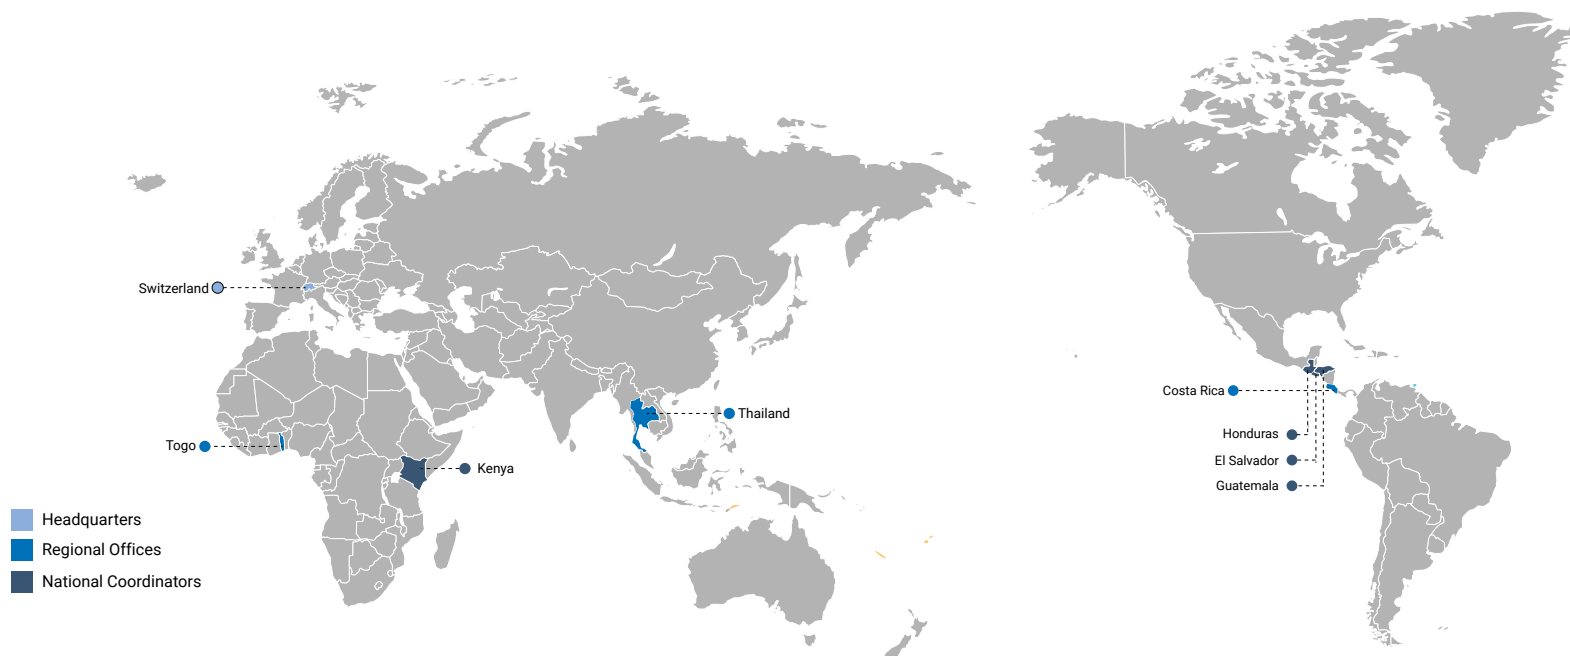 Switzerland
Costa Rica
Thailand
Honduras
Togo
El Salvador
Kenya
Guatemala
Headquarters
Regional Offices
National Coordinators